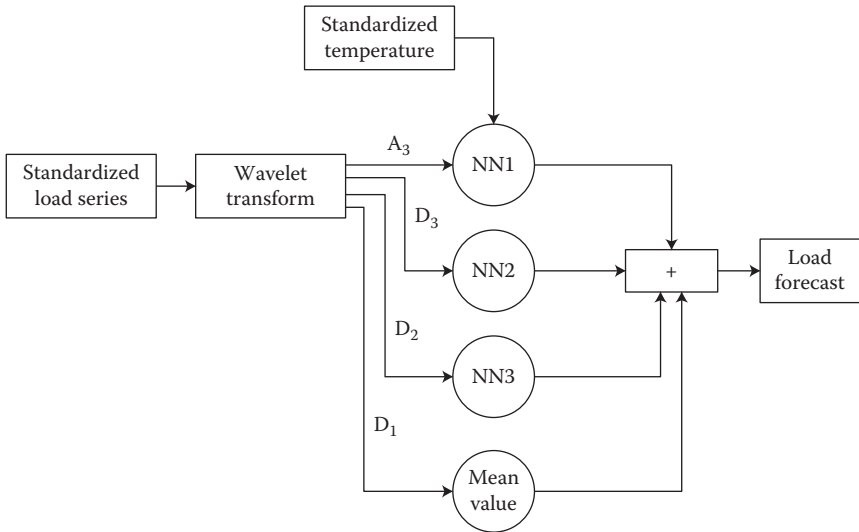 Standardized
temperature
A₃
Standardized
load series
Wavelet
transform
NN1
D₃
NN2
+
Load
forecast
D₂
NN3
D₁
Mean
value